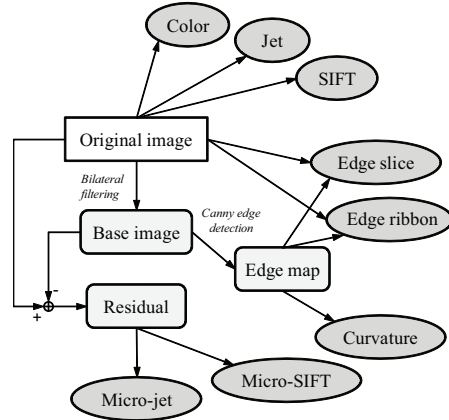 Color
Jet
SIFT
Original image
Edge slice
Bilateral
filtering
Canny edge
detection
Edge ribbon
Base image
Edge map
-
Residual
+
Curvature
Micro-SIFT
Micro-jet